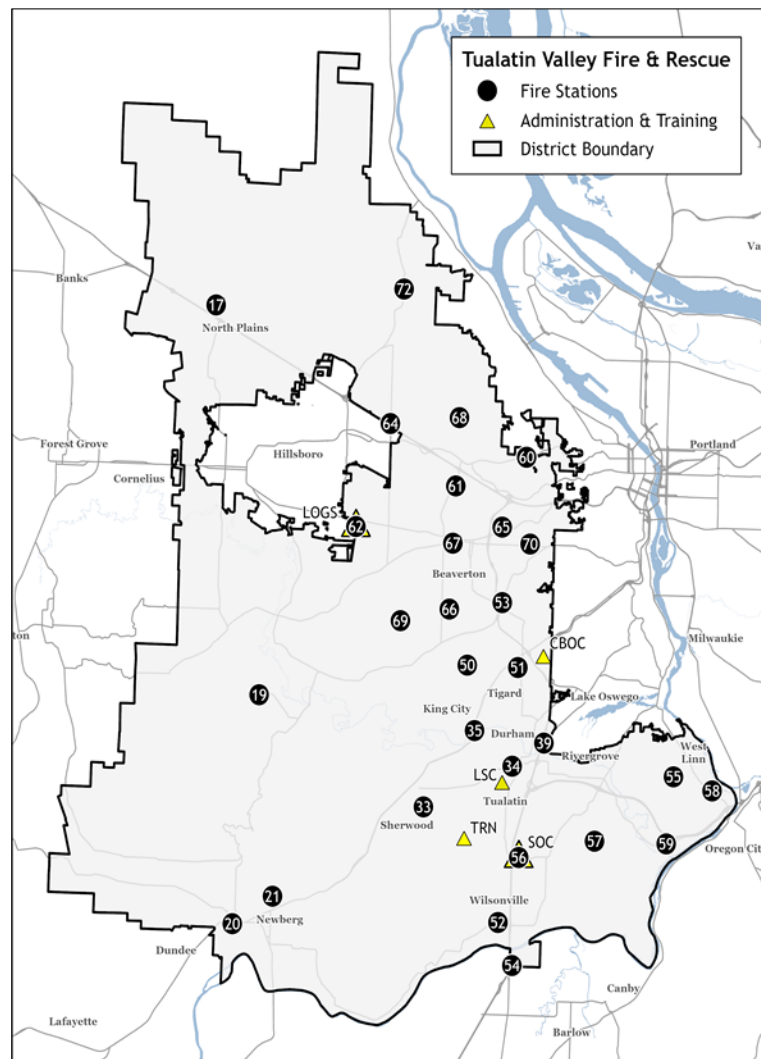 Tualatin Valley Fire & Rescue
Fire Stations
Administration & Training
District Boundary
Va
Banks
17
72
North Plains
64
68
Forest Grove
Hillsboro
60
Portland
Cornelius
61
LOGS
62
65
67
70
Beaverton
53
66
69
ton
Milwaukie
CBOC
50
51
19
Tigard
Lake Oswego
King City
35
Durham
39
Rivergrove
West
Linn
34
55
LSC
58
Tualatin
33
Sherwood
TRN
SOC
57
59
56
Oregon City
21
Wilsonville
20
Newberg
52
Dundee
54
Canby
Lafayette
Barlow